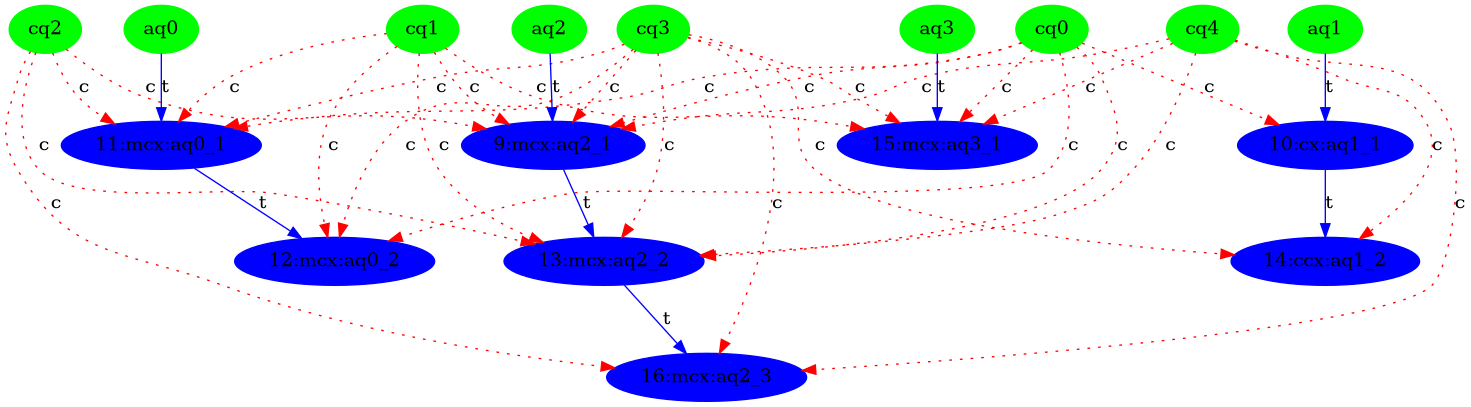 cq2 aq0 cq1 aq2 cq3 aq3 cq0 cq4 aq1
c c t c c c c t c c c c t c c c t
11:mcx:aq0_1 9:mcx:aq2_1 15:mcx:aq3_1 10:cx:aq1_1
c c c c c c c c c c
c t t c t c
12:mcx:aq0_2 13:mcx:aq2_2 14:ccx:aq1_2
t
16:mcx:aq2_3